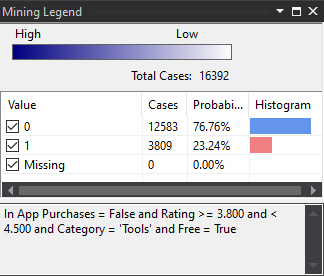 Mining Legend
High Low
Total Cases: 16392
Value Cases Probabi... Histogram
0 12583 76.76%
1 3809 23.24%
Missing 0 0.00%
In App Purchases = False and Rating >= 3.800 and <
4.500 and Category = 'Tools' and Free = True